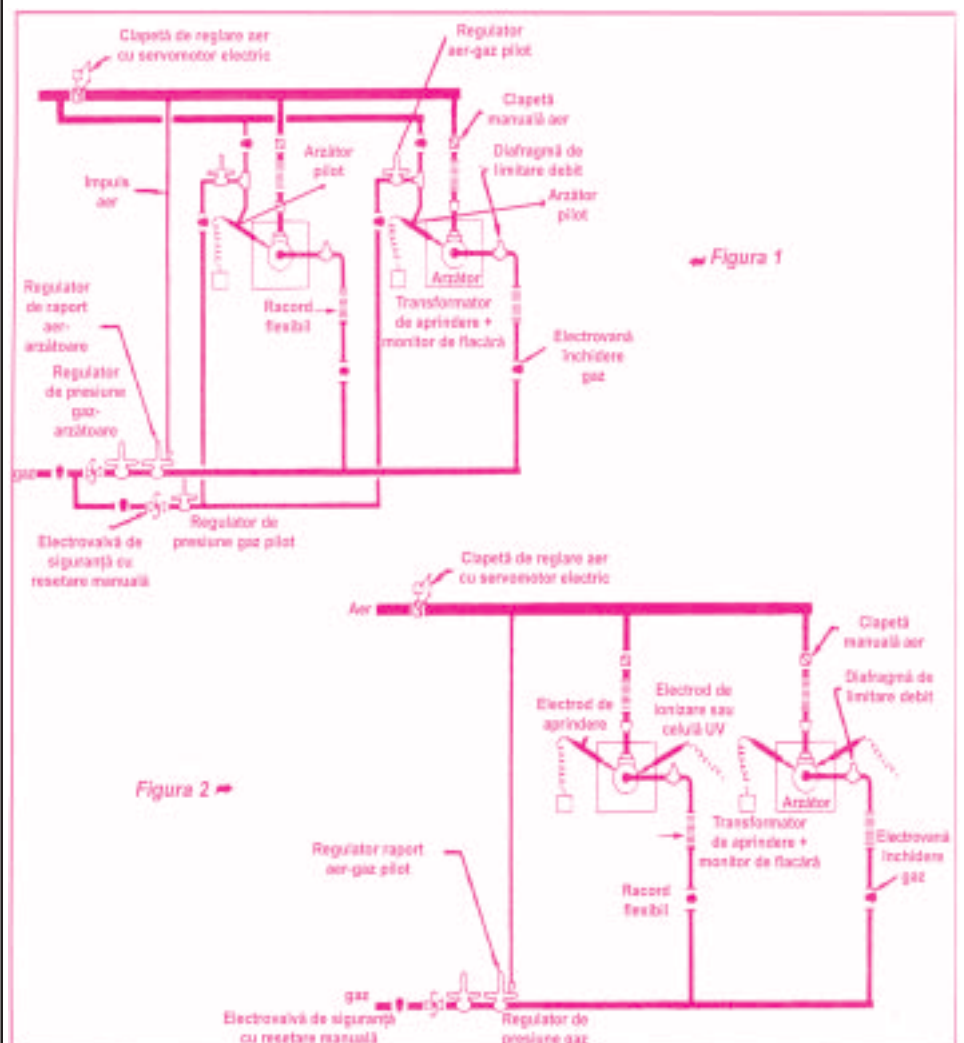 Clapetă de reglare aer
cu servomotor electric
Regulator
aer-gaz pilot
Clapetă
manuală aer
Diafragmă de
limitare debit
Arzător
pilot
Arzător
pilot
Impuls
aer
Figura 1
Regulator
de raport
aer-
arzătoare
Racord
flexibil
Arzător
Transformator
de aprindere +
monitor de flacără
Electrovană
închidere
gaz
Regulator
de presiune
gaz-
arzătoare
gaz
Electrovalvă de
siguranță cu
resetare manuală
Regulator de
presiune gaz pilot
Clapetă de reglare aer
cu servomotor electric
Aer
Clapetă
manuală aer
Diafragmă de
limitare debit
Electrod de
aprindere
Electrod de
ionizare sau
celulă UV
Figura 2
Arzător
Transformator
de aprindere +
monitor de flacără
Electrovană
închidere
gaz
Regulator raport
aer-gaz pilot
Racord
flexibil
gaz
Electrovalvă de siguranță
cu resetare manuală
Regulator de
presiune gaz